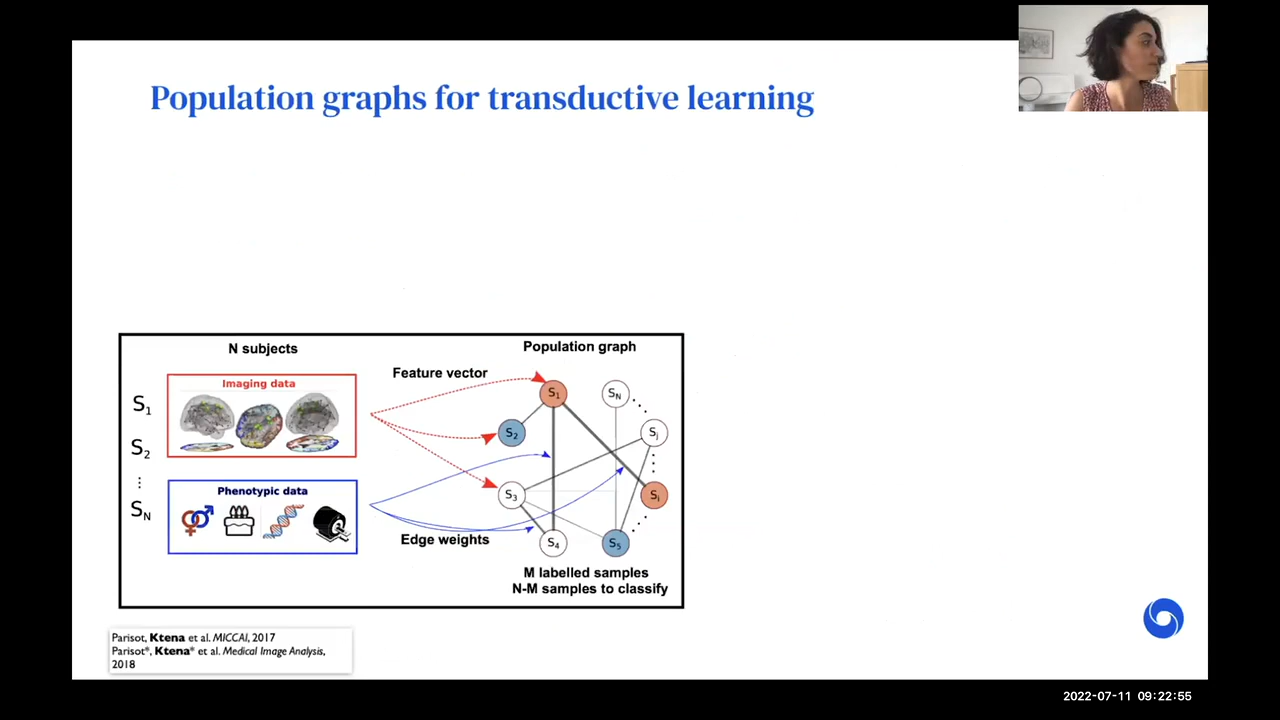 Population graphs for transductive learning
N subjects
Population graph
Imaging data
Feature vector
S1
S2
⋮
SN
Phenotypic data
Edge weights
S1
SN
S2
Sj
S3
Si
S4
S5
M labelled samples
N-M samples to classify
Parisot, Ktena et al. MICCAI, 2017
Parisot*, Ktena* et al. Medical Image Analysis,
2018
2022-07-11 09:22:55